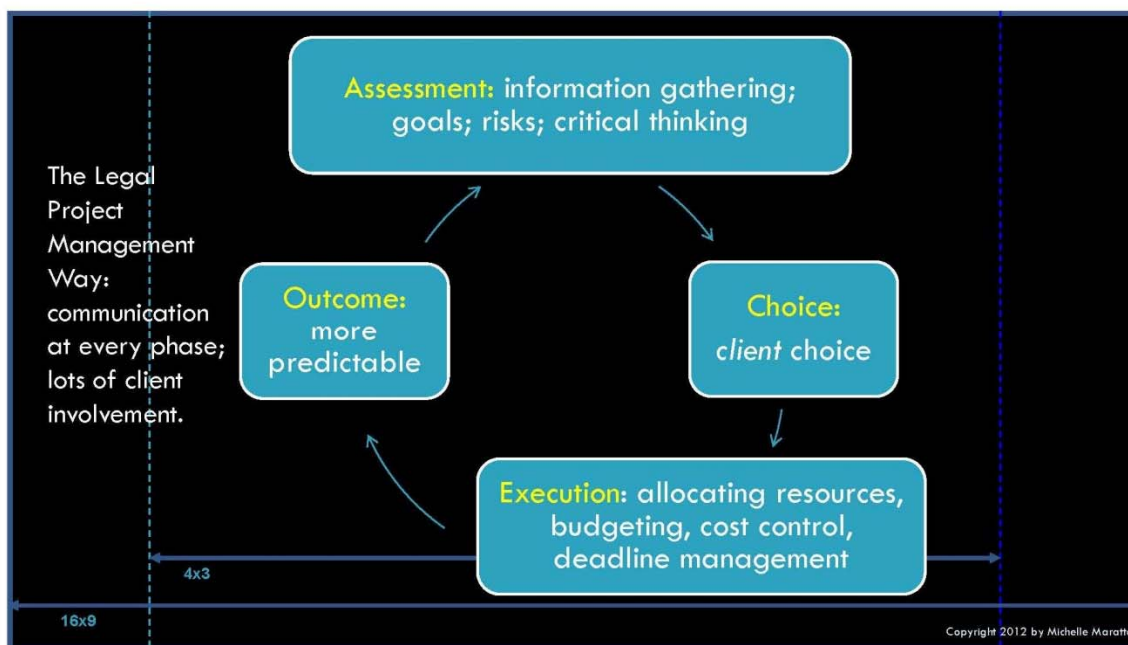 Assessment: information gathering;
goals; risks; critical thinking
The Legal
Project
Management
Way:
communication
at every phase;
lots of client
involvement.
Outcome:
more
predictable
Choice:
client choice
Execution: allocating resources,
budgeting, cost control,
deadline management
4x3
16x9
Copyright 2012 by Michelle